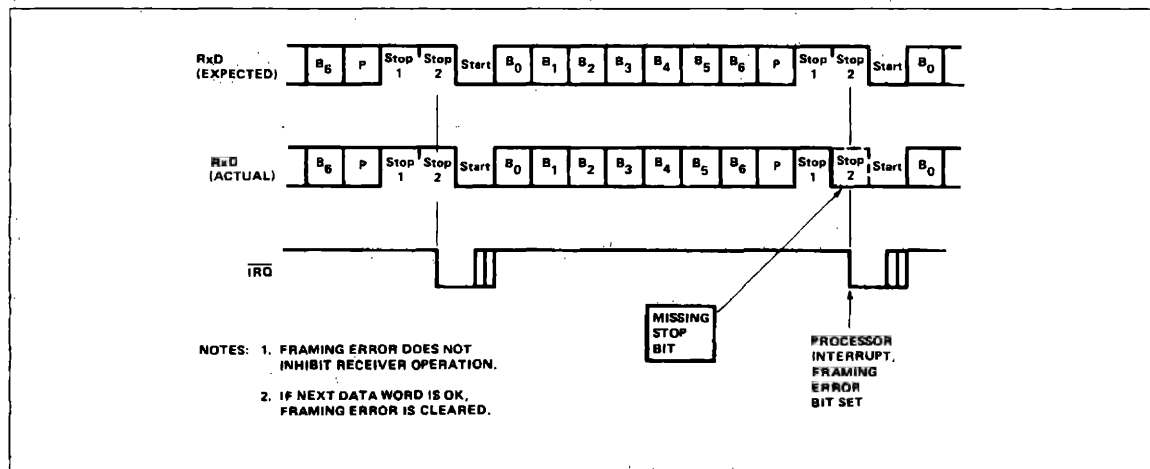 RxD
(EXPECTED)
B6 P Stop 1 Stop 2 Start B0 B1 B2 B3 B4 B5 B6 P Stop 1 Stop 2 Start B0
RxD
(ACTUAL)
B6 P Stop 1 Stop 2 Start B0 B1 B2 B3 B4 B5 B6 P Stop 1 Stop 2 Start B0
IRQ
MISSING
STOP
BIT
PROCESSOR
INTERRUPT,
FRAMING
ERROR
BIT SET
NOTES: 1. FRAMING ERROR DOES NOT
INHIBIT RECEIVER OPERATION.
2. IF NEXT DATA WORD IS OK,
FRAMING ERROR IS CLEARED.